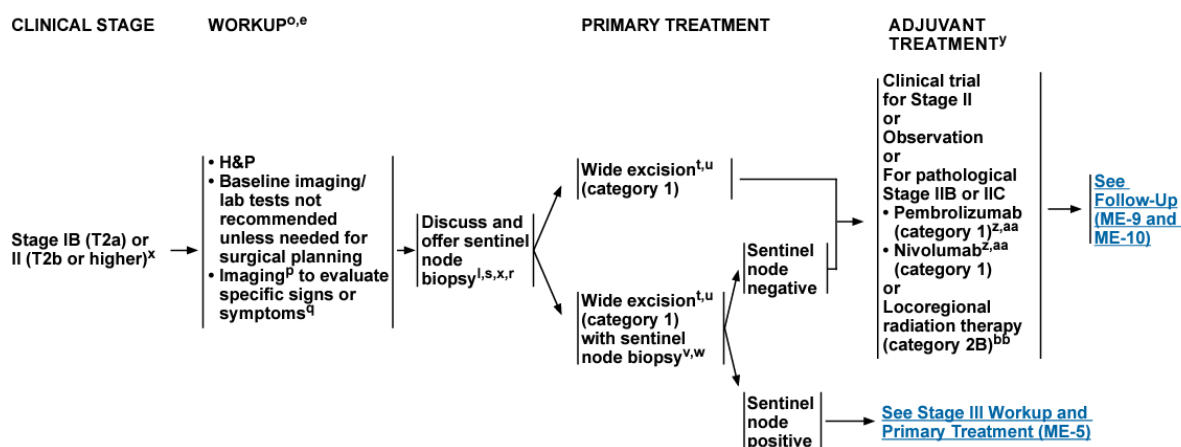 CLINICAL STAGE
WORKUPo,e
PRIMARY TREATMENT
ADJUVANT
TREATMENTy
Stage IB (T2a) or
II (T2b or higher)x
• H&P
• Baseline imaging/
lab tests not
recommended
unless needed for
surgical planning
• Imagingp to evaluate
specific signs or
symptomsq
Discuss and
offer sentinel
node
biopsyl,s,x,r
Wide excisiont,u
(category 1)
Wide excisiont,u
(category 1)
with sentinel
node biopsyv,w
Sentinel
node
negative
Sentinel
node
positive
Clinical trial
for Stage II
or
Observation
or
For pathological
Stage IIB or IIC
• Pembrolizumab
(category 1)z,aa
• Nivolumabz,aa
(category 1)
or
Locoregional
radiation therapy
(category 2B)bb
See
Follow-Up
(ME-9 and
ME-10)
See Stage III Workup and
Primary Treatment (ME-5)